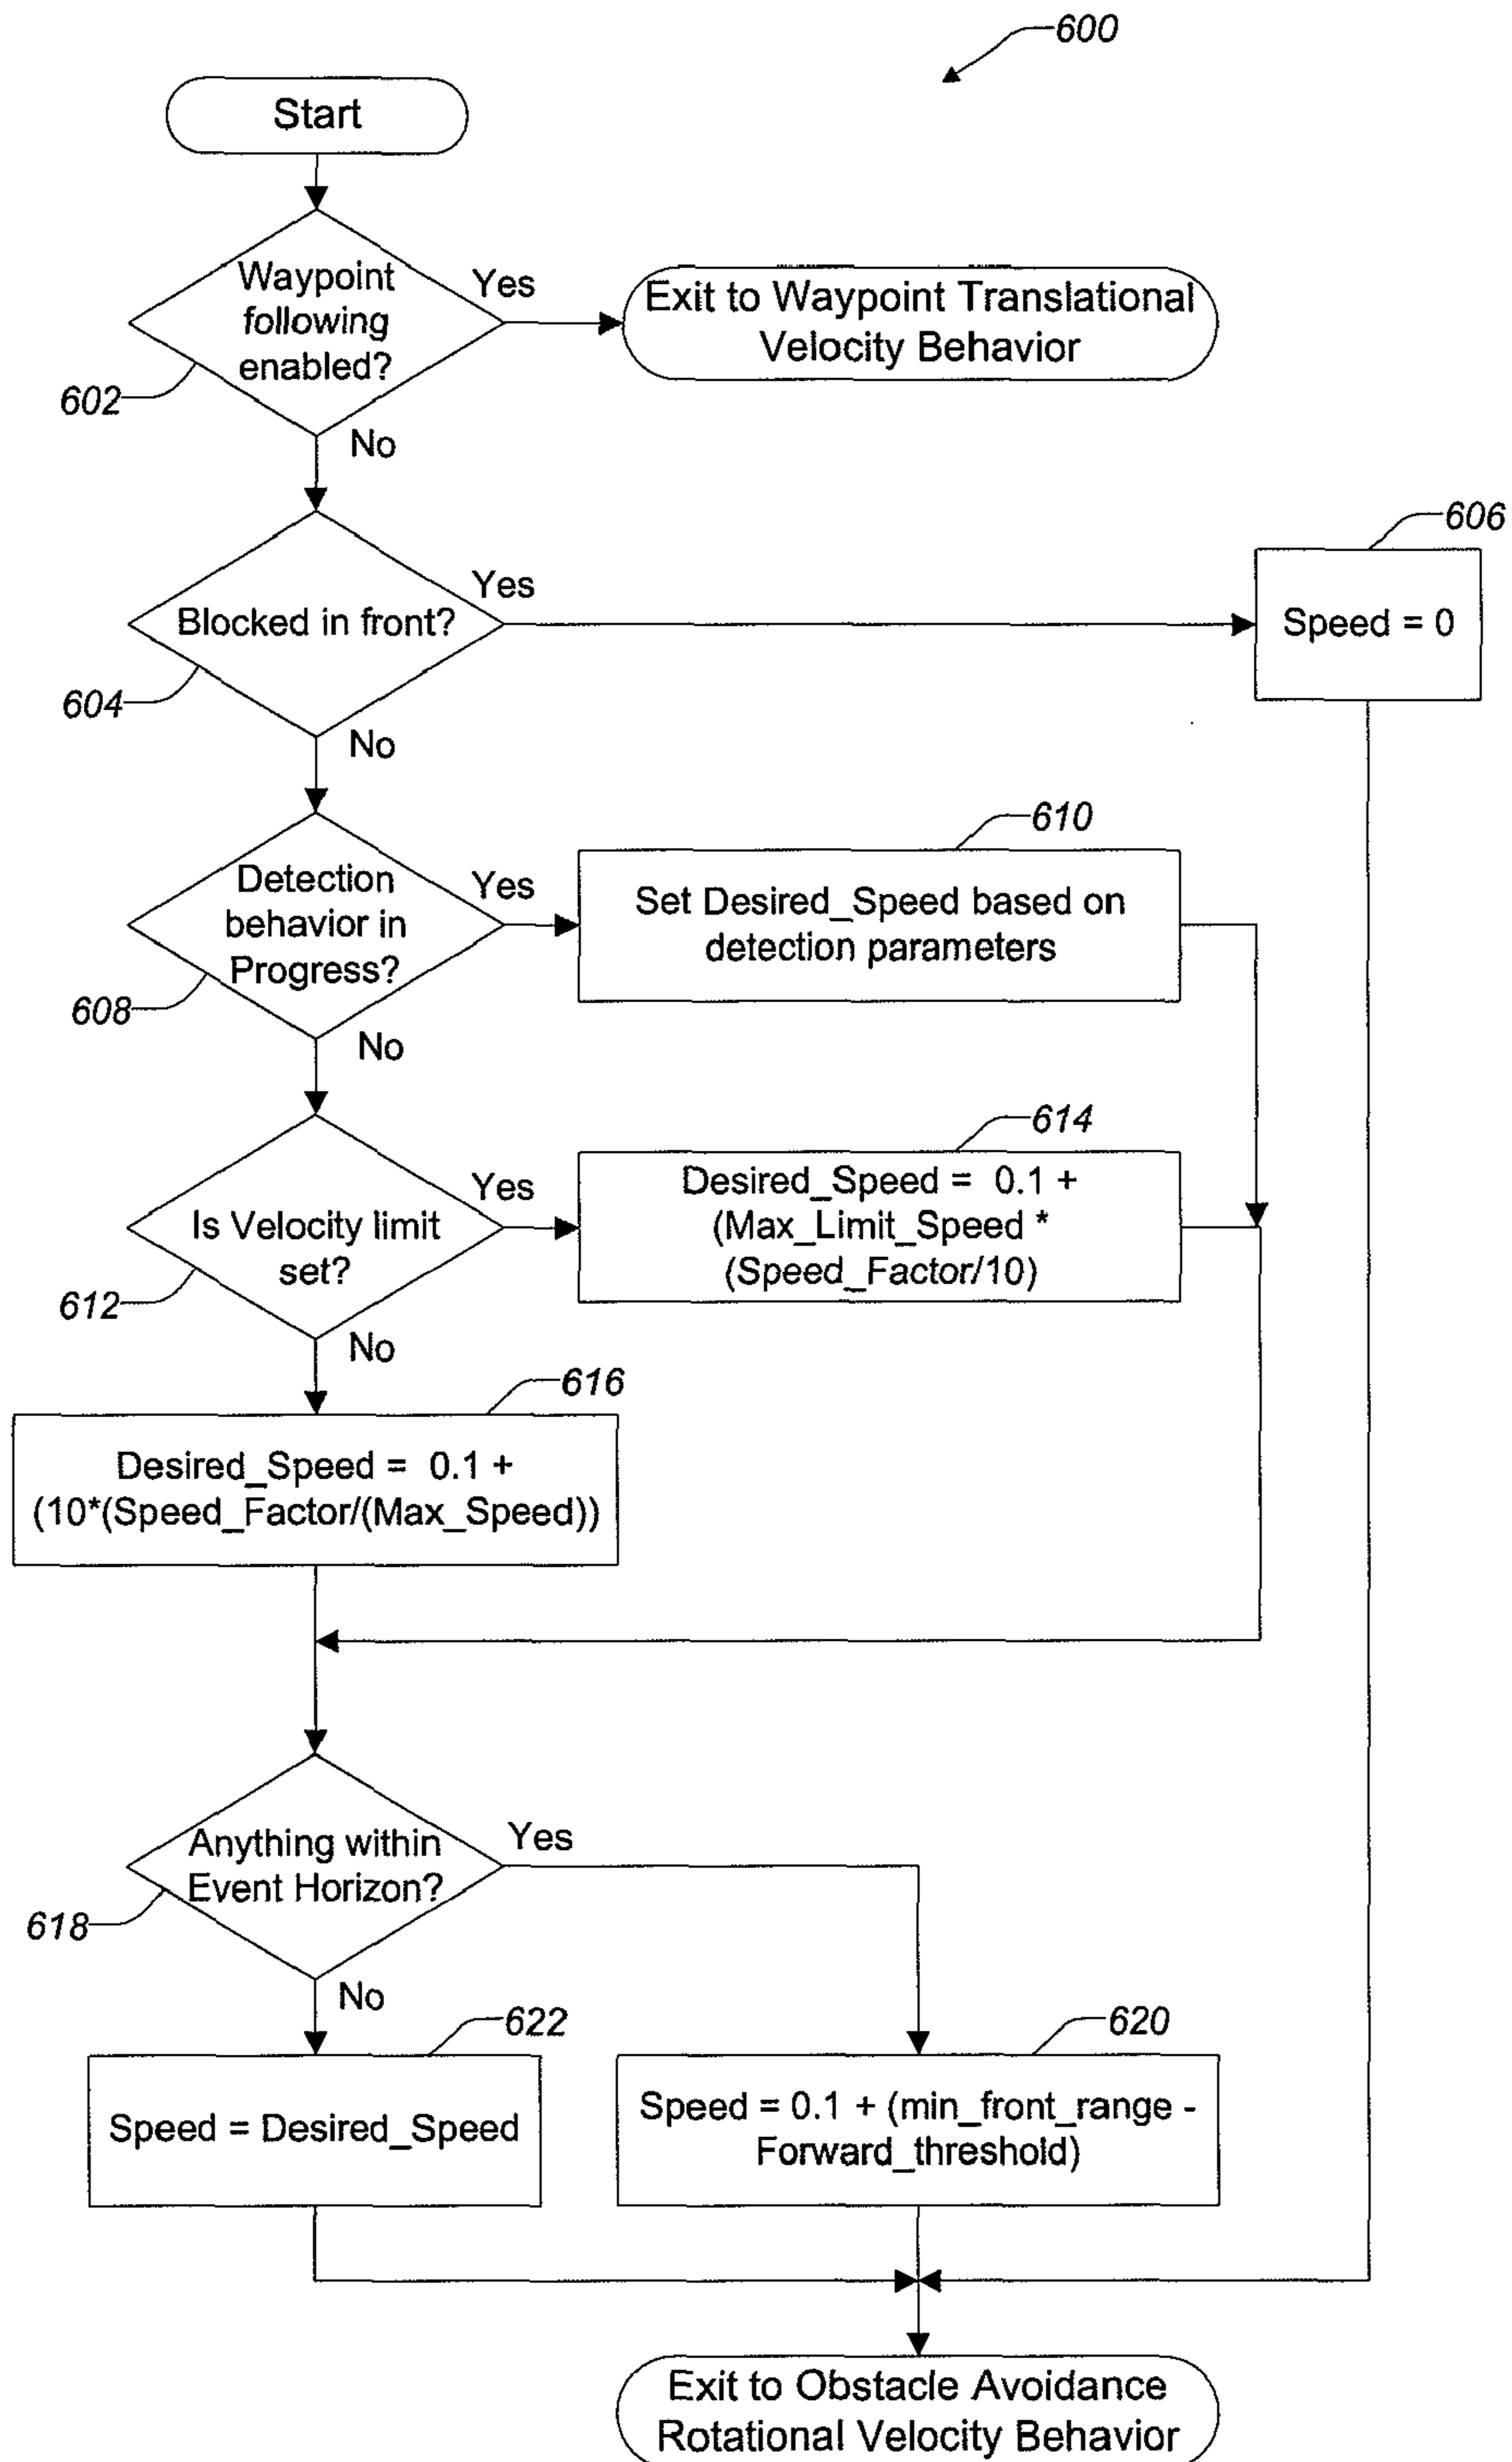 600
Start
Waypoint
following
enabled?
Yes
Exit to Waypoint Translational
Velocity Behavior
602
No
606
Blocked in front?
Yes
Speed = 0
604
No
610
Detection
behavior in
Progress?
Yes
Set Desired_Speed based on
detection parameters
608
No
614
Is Velocity limit
set?
Yes
Desired_Speed = 0.1 +
(Max_Limit_Speed *
(Speed_Factor/10)
612
No
616
Desired_Speed = 0.1 +
(10*(Speed_Factor/(Max_Speed))
Anything within
Event Horizon?
Yes
618
No
622
620
Speed = Desired_Speed
Speed = 0.1 + (min_front_range -
Forward_threshold)
Exit to Obstacle Avoidance
Rotational Velocity Behavior